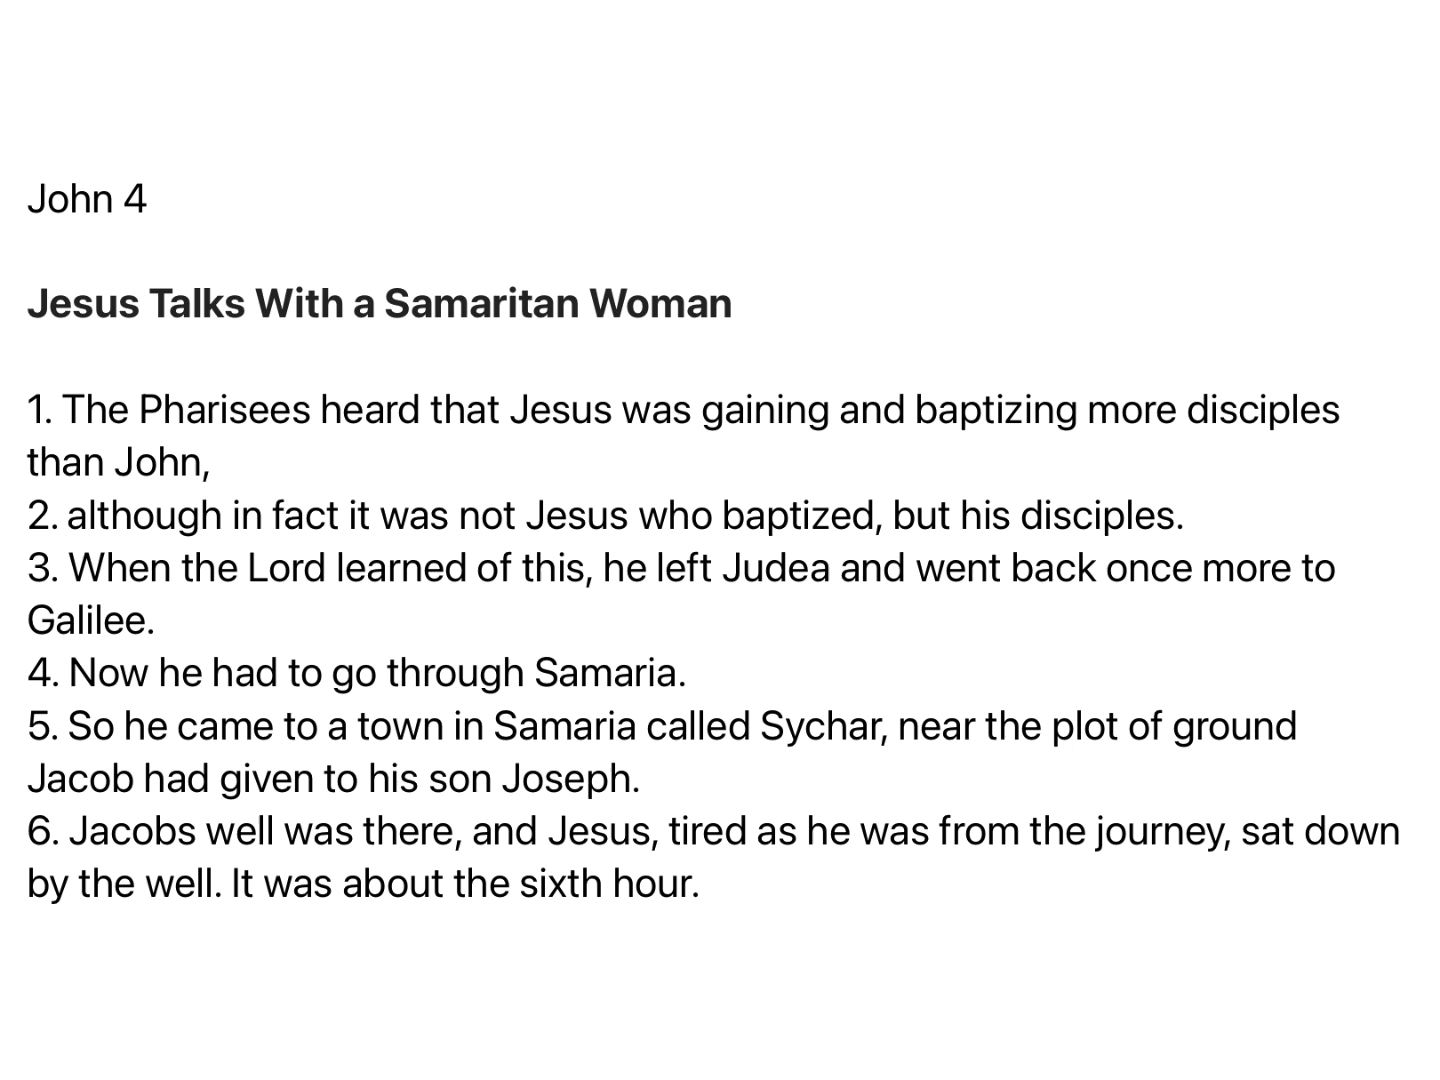 John 4
Jesus Talks With a Samaritan Woman
1. The Pharisees heard that Jesus was gaining and baptizing more disciples
than John,
2. although in fact it was not Jesus who baptized, but his disciples.
3. When the Lord learned of this, he left Judea and went back once more to
Galilee.
4. Now he had to go through Samaria.
5. So he came to a town in Samaria called Sychar, near the plot of ground
Jacob had given to his son Joseph.
6. Jacobs well was there, and Jesus, tired as he was from the journey, sat down
by the well. It was about the sixth hour.